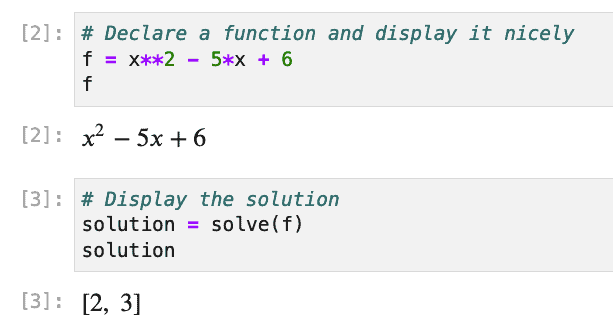 [2]: # Declare a function and display it nicely
f = x**2 - 5*x + 6
f
[2]: x² − 5x + 6
[3]: # Display the solution
solution = solve(f)
solution
[3]: [2, 3]